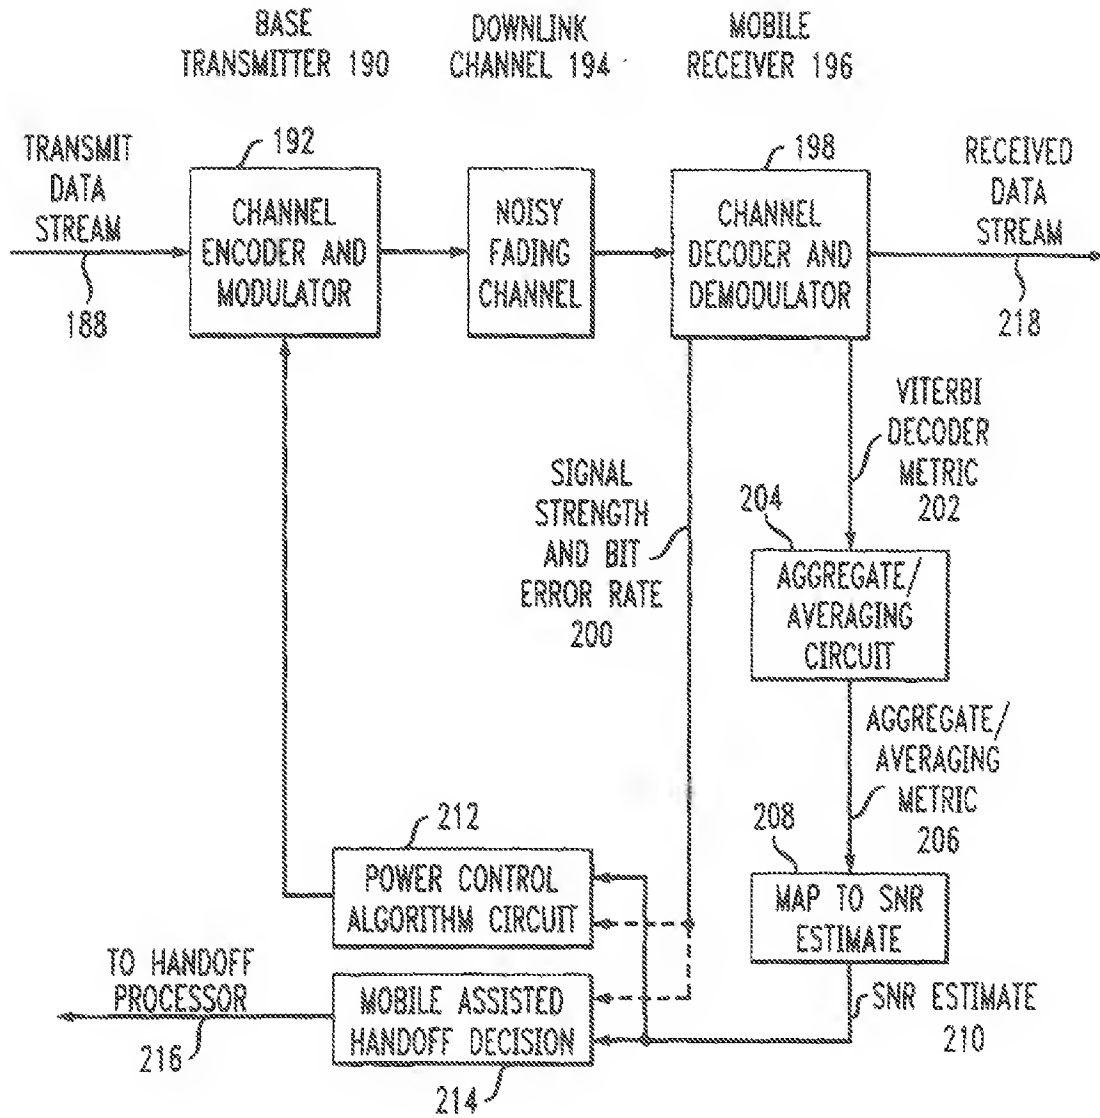 BASE
TRANSMITTER 190
DOWNLINK
CHANNEL 194
MOBILE
RECEIVER 196
TRANSMIT
DATA
STREAM
188
192
CHANNEL
ENCODER AND
MODULATOR
NOISY
FADING
CHANNEL
198
CHANNEL
DECODER AND
DEMODULATOR
RECEIVED
DATA
STREAM
218
VITERBI
DECODER
METRIC
202
SIGNAL
STRENGTH
AND BIT
ERROR RATE
200
204
AGGREGATE/
AVERAGING
CIRCUIT
AGGREGATE/
AVERAGING
METRIC
206
208
MAP TO SNR
ESTIMATE
SNR ESTIMATE
210
212
POWER CONTROL
ALGORITHM CIRCUIT
TO HANDOFF
PROCESSOR
216
MOBILE ASSISTED
HANDOFF DECISION
214